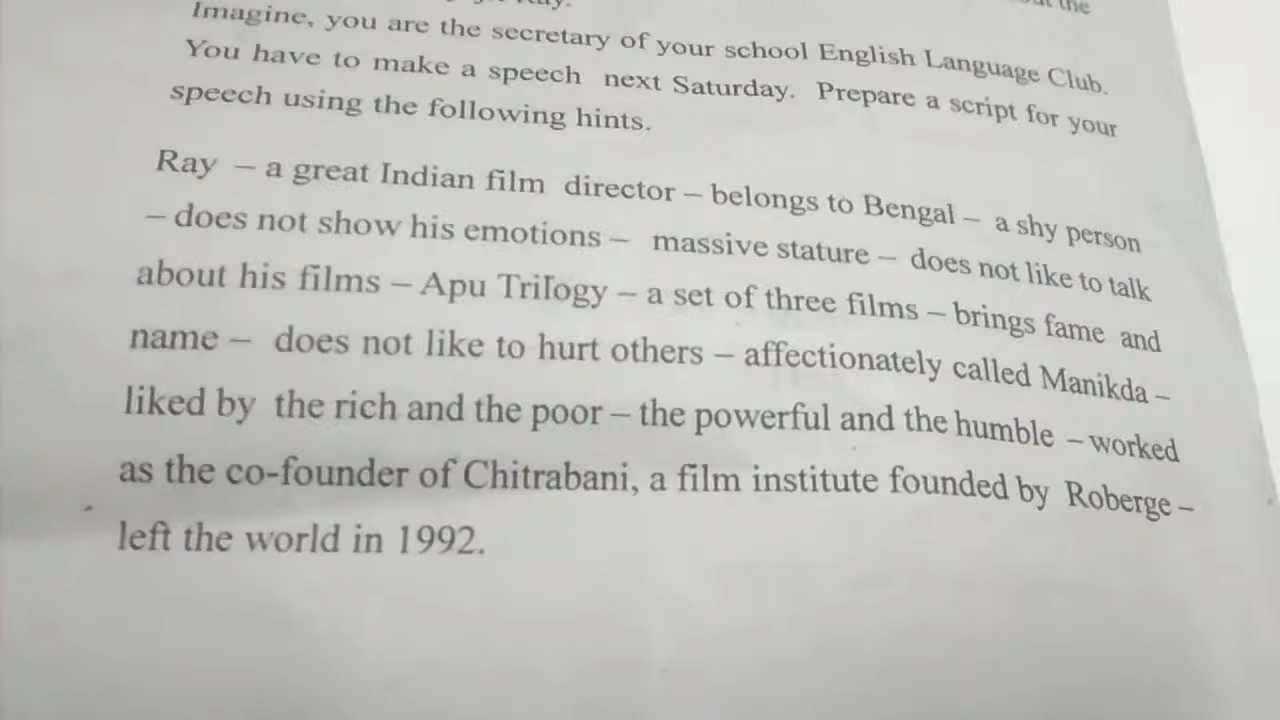 the
Imagine, you are the secretary of your school English Language Club.
You have to make a speech next Saturday. Prepare a script for your
speech using the following hints.
Ray – a great Indian film director – belongs to Bengal – a shy person
– does not show his emotions – massive stature – does not like to talk
about his films – Apu Trilogy – a set of three films – brings fame and
name – does not like to hurt others – affectionately called Manikda –
liked by the rich and the poor – the powerful and the humble – worked
as the co-founder of Chitrabani, a film institute founded by Roberge –
left the world in 1992.